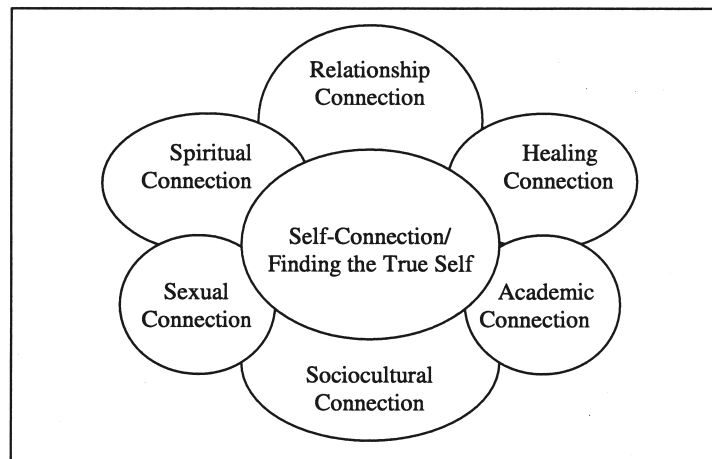 Relationship
Connection
Spiritual
Connection
Healing
Connection
Self-Connection/
Finding the True Self
Sexual
Connection
Academic
Connection
Sociocultural
Connection